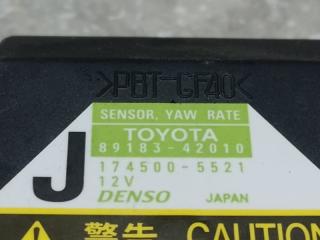 >PBT-GF40<
SENSOR, YAW RATE
TOYOTA
89183-42010
J
174500-5521
12V
DENSO JAPAN
警告 CAUTION